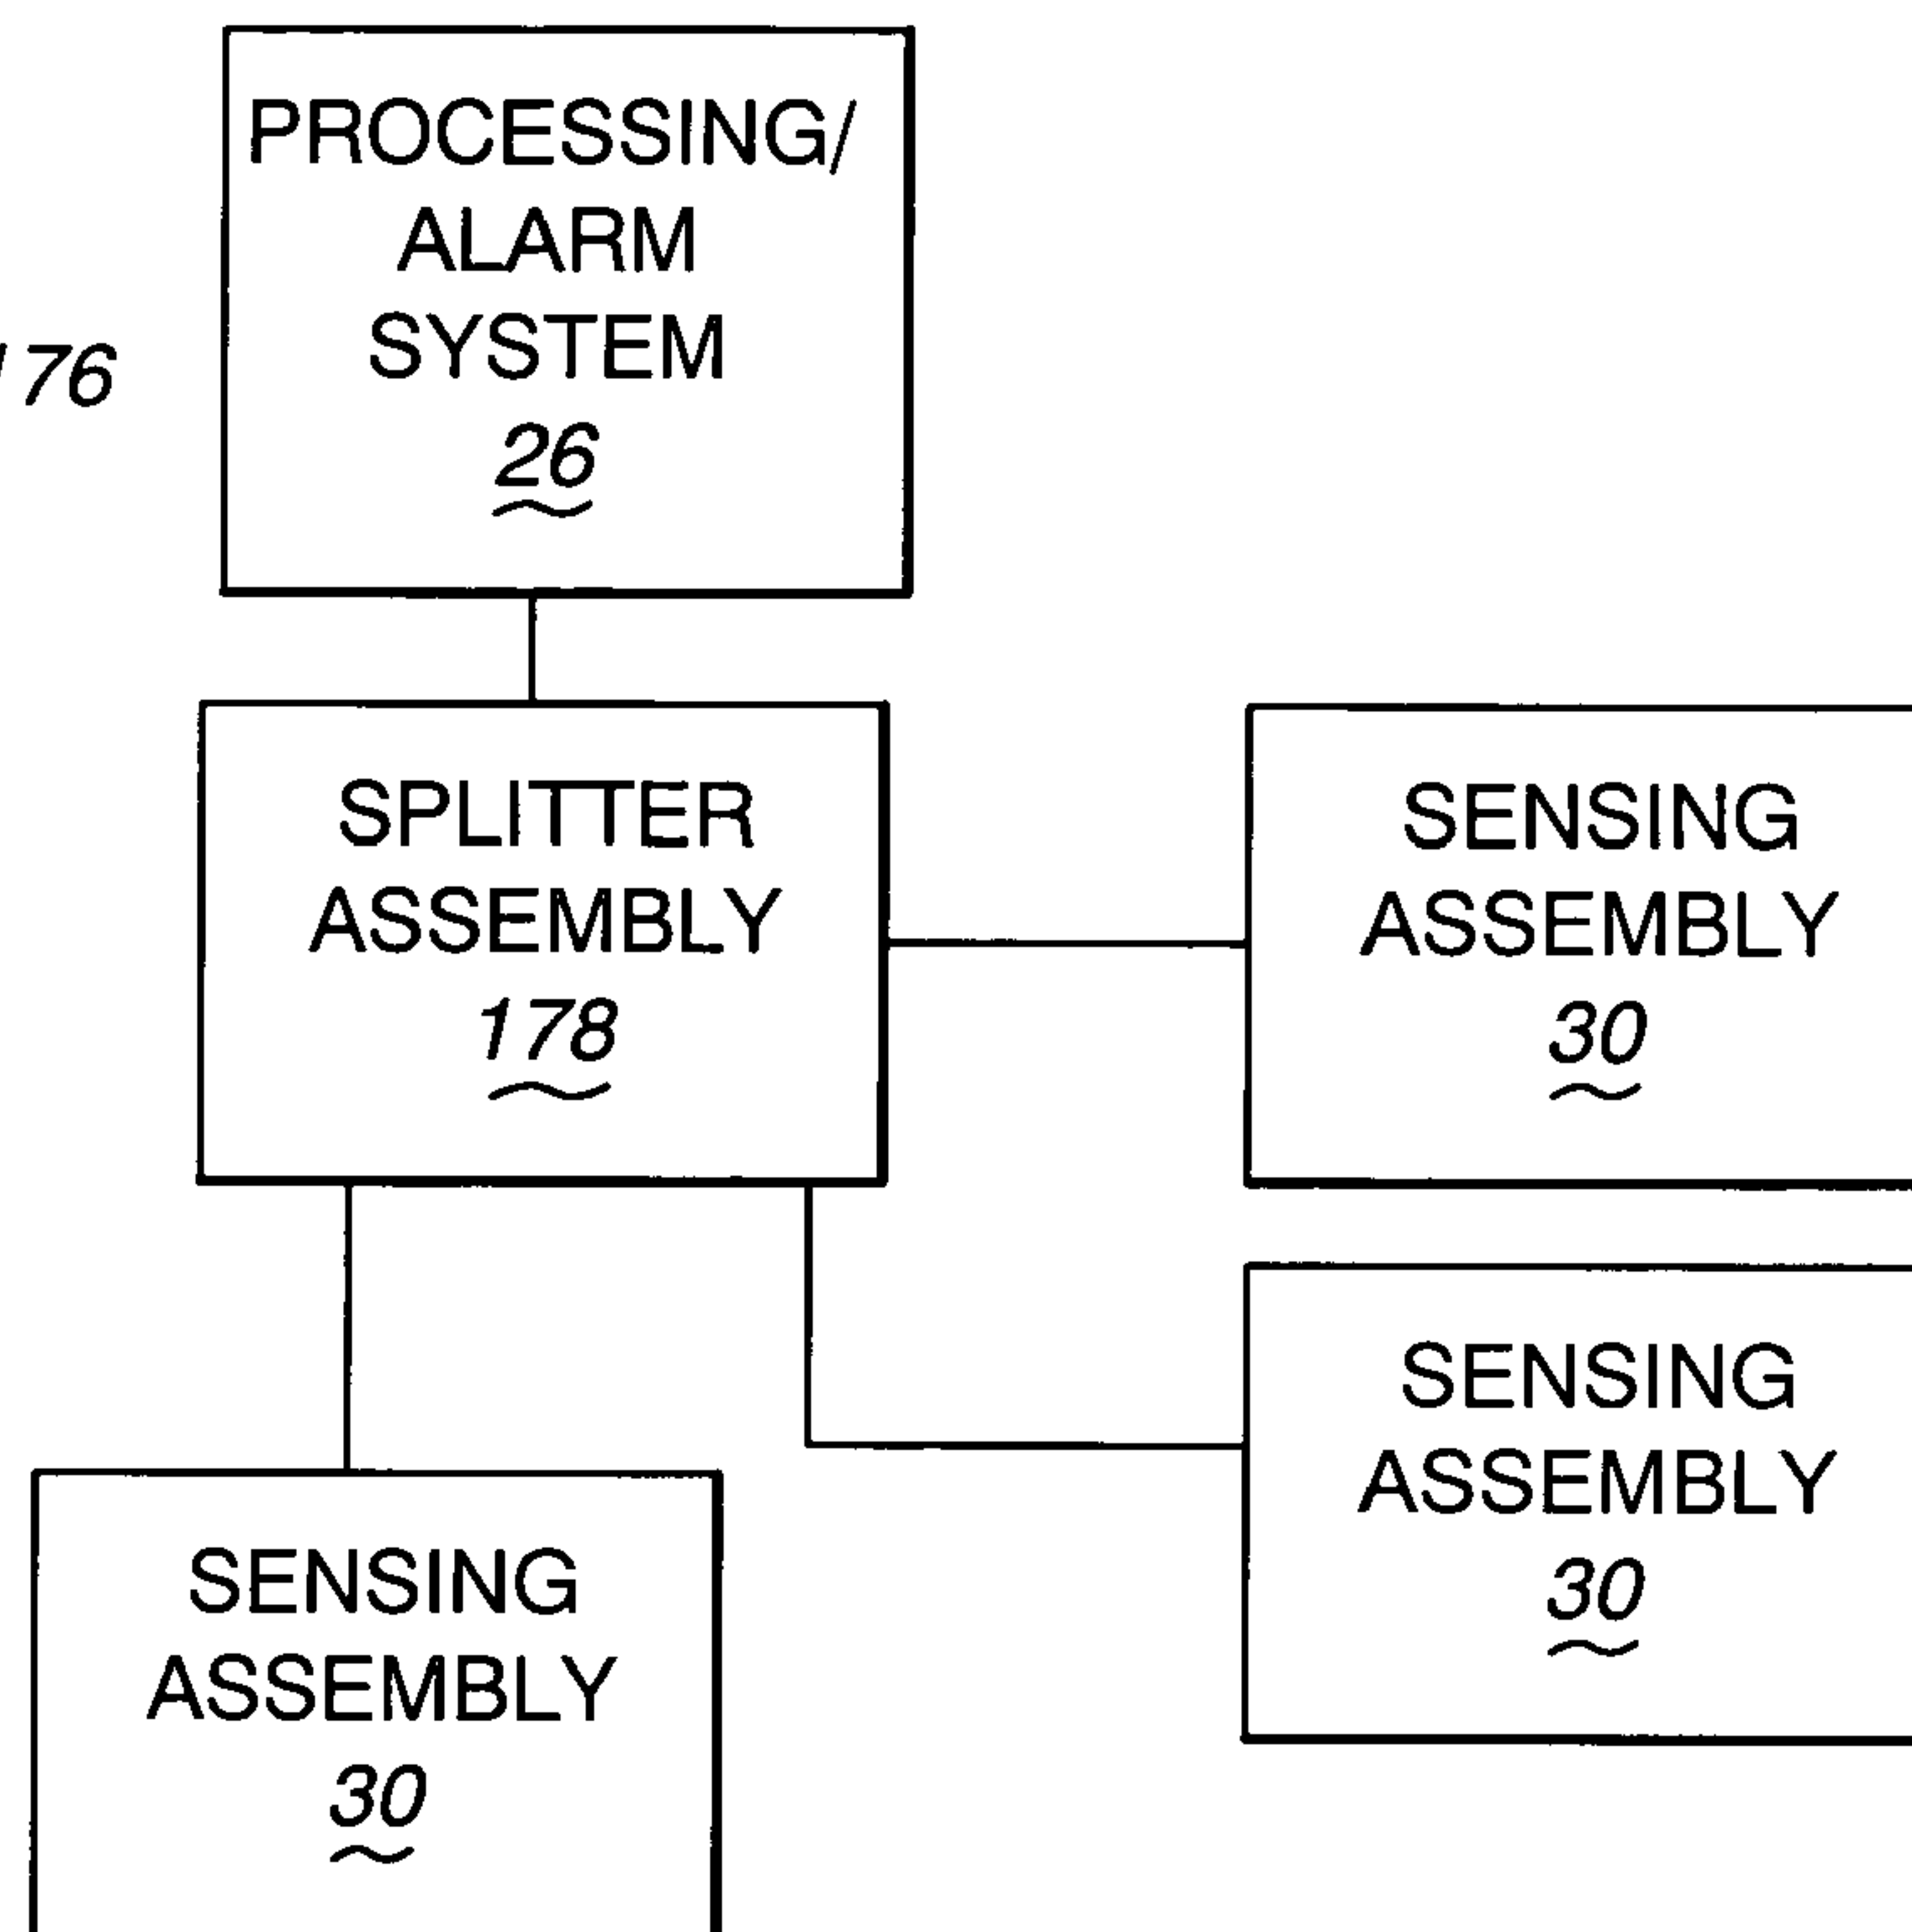 PROCESSING/
ALARM
SYSTEM
26
176
SPLITTER
ASSEMBLY
178
SENSING
ASSEMBLY
30
SENSING
ASSEMBLY
30
SENSING
ASSEMBLY
30